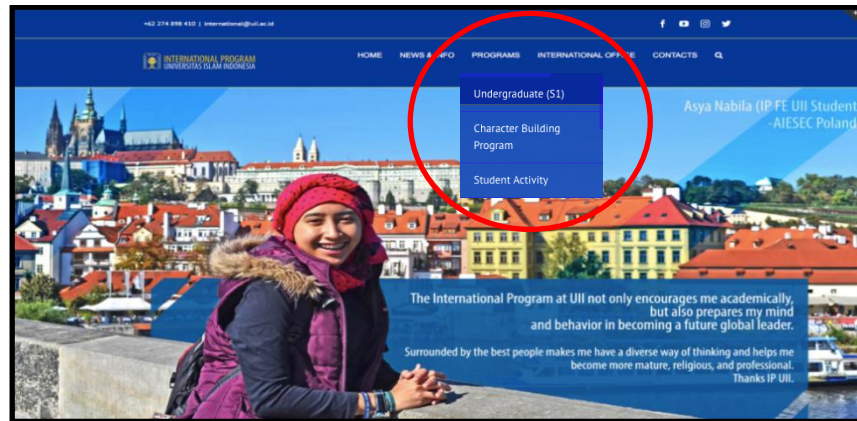 +62 274 898 410 | international@uii.ac.id
INTERNATIONAL PROGRAM
UNIVERSITAS ISLAM INDONESIA
HOME NEWS & INFO PROGRAMS INTERNATIONAL OFFICE CONTACTS
Undergraduate (S1)
Character Building
Program
Student Activity
Asya Nabila (IP FE UII Student
-AIESEC Poland
The International Program at UII not only encourages me academically,
but also prepares my mind
and behavior in becoming a future global leader.
Surrounded by the best people makes me have a diverse way of thinking and helps me
become more mature, religious, and professional.
Thanks IP UII.